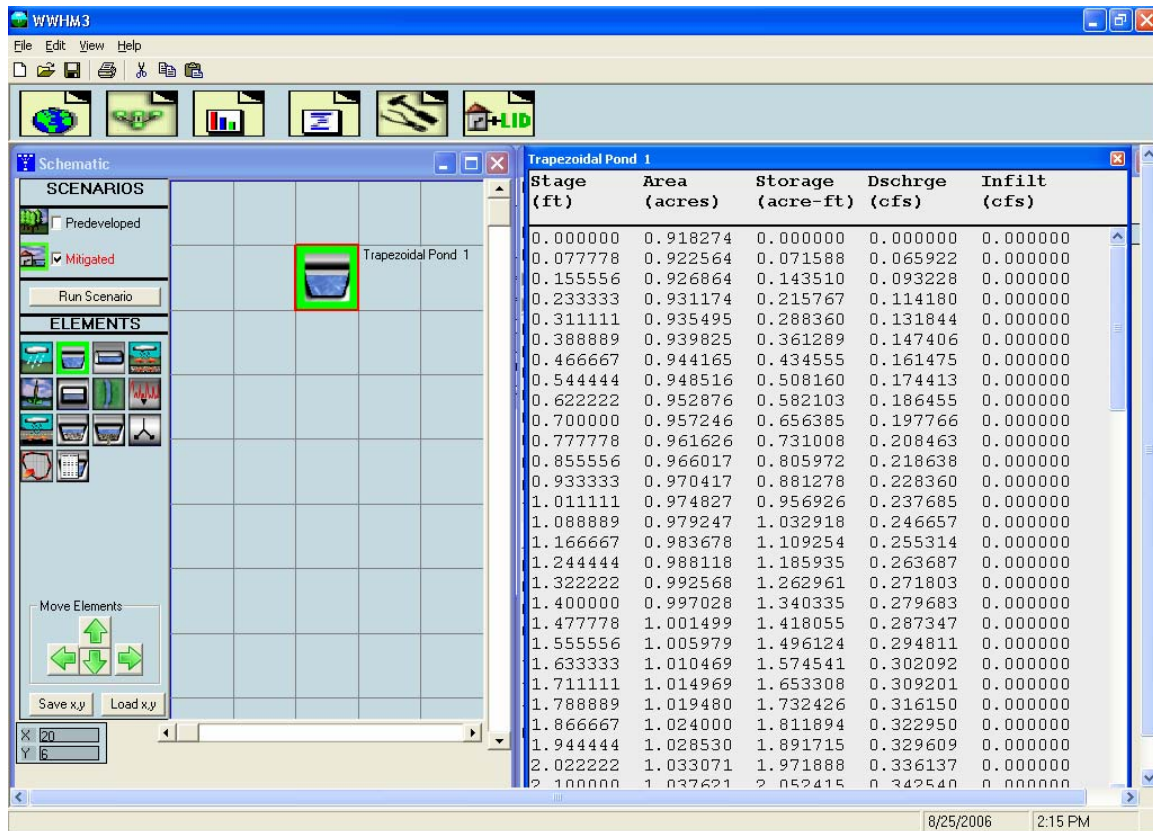 WWHM3
File Edit View Help
+LID
Schematic
SCENARIOS
Predeveloped
Mitigated
Run Scenario
ELEMENTS
Move Elements
Save x,y Load x,y
X 20
Y 6
Trapezoidal Pond 1
Trapezoidal Pond 1
Stage Area Storage Dschrge Infilt
(ft) (acres) (acre-ft) (cfs) (cfs)
0.000000 0.918274 0.000000 0.000000 0.000000
0.077778 0.922564 0.071588 0.065922 0.000000
0.155556 0.926864 0.143510 0.093228 0.000000
0.233333 0.931174 0.215767 0.114180 0.000000
0.311111 0.935495 0.288360 0.131844 0.000000
0.388889 0.939825 0.361289 0.147406 0.000000
0.466667 0.944165 0.434555 0.161475 0.000000
0.544444 0.948516 0.508160 0.174413 0.000000
0.622222 0.952876 0.582103 0.186455 0.000000
0.700000 0.957246 0.656385 0.197766 0.000000
0.777778 0.961626 0.731008 0.208463 0.000000
0.855556 0.966017 0.805972 0.218638 0.000000
0.933333 0.970417 0.881278 0.228360 0.000000
1.011111 0.974827 0.956926 0.237685 0.000000
1.088889 0.979247 1.032918 0.246657 0.000000
1.166667 0.983678 1.109254 0.255314 0.000000
1.244444 0.988118 1.185935 0.263687 0.000000
1.322222 0.992568 1.262961 0.271803 0.000000
1.400000 0.997028 1.340335 0.279683 0.000000
1.477778 1.001499 1.418055 0.287347 0.000000
1.555556 1.005979 1.496124 0.294811 0.000000
1.633333 1.010469 1.574541 0.302092 0.000000
1.711111 1.014969 1.653308 0.309201 0.000000
1.788889 1.019480 1.732426 0.316150 0.000000
1.866667 1.024000 1.811894 0.322950 0.000000
1.944444 1.028530 1.891715 0.329609 0.000000
2.022222 1.033071 1.971888 0.336137 0.000000
2.100000 1.037621 2.052415 0.342540 0.000000
8/25/2006 2:15 PM